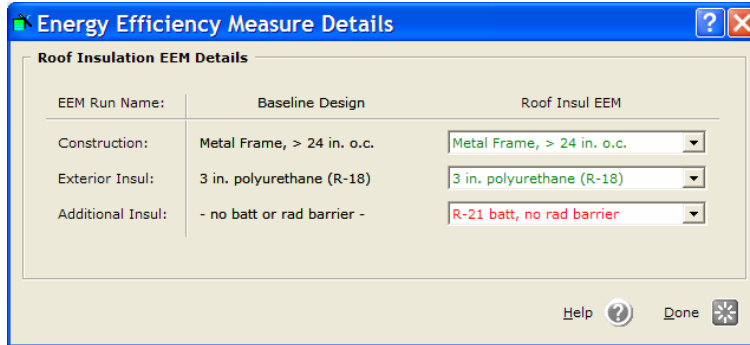 Energy Efficiency Measure Details
Roof Insulation EEM Details
EEM Run Name: Baseline Design Roof Insul EEM
Construction: Metal Frame, > 24 in. o.c. Metal Frame, > 24 in. o.c.
Exterior Insul: 3 in. polyurethane (R-18) 3 in. polyurethane (R-18)
Additional Insul: - no batt or rad barrier - R-21 batt, no rad barrier
Help Done